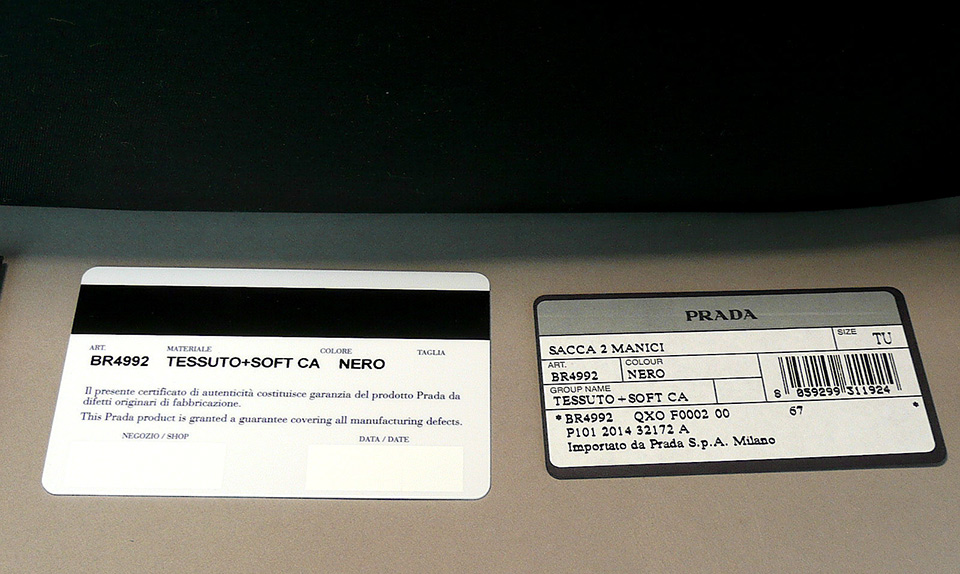 ART. MATERIALE COLORE TAGLIA
BR4992 TESSUTO+SOFT CA NERO
Il presente certificato di autenticità costituisce garanzia del prodotto Prada da
difetti originari di fabbricazione.
This Prada product is granted a guarantee covering all manufacturing defects.
NEGOZIO / SHOP DATA / DATE
PRADA
SACCA 2 MANICI SIZE TU
ART. COLOUR
BR4992 NERO
GROUP NAME
TESSUTO+SOFT CA
8 059299 311924
*BR4992 QXO F0002 00 67 *
P101 2014 32172 A
Importato da Prada S.p.A. Milano